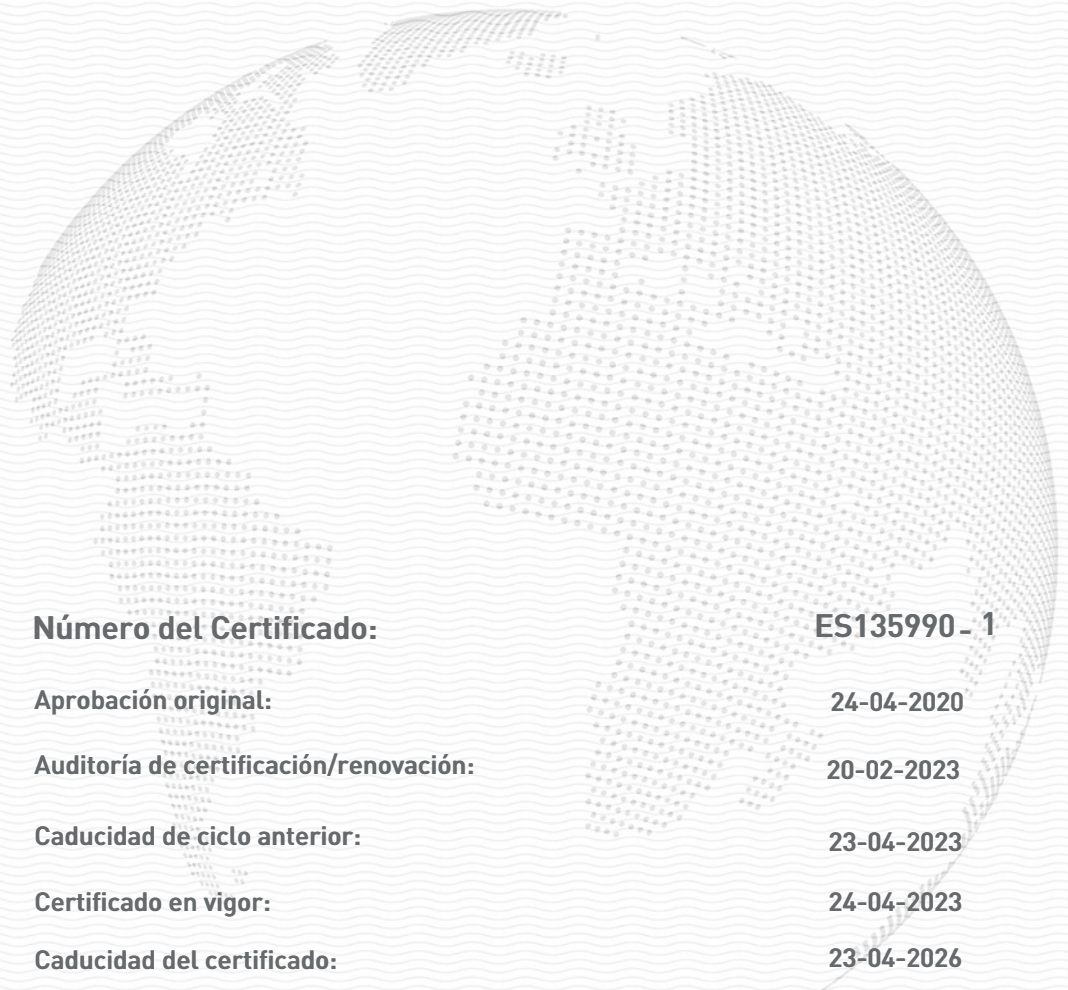 Número del Certificado: ES135990 - 1
Aprobación original: 24-04-2020
Auditoría de certificación/renovación: 20-02-2023
Caducidad de ciclo anterior: 23-04-2023
Certificado en vigor: 24-04-2023
Caducidad del certificado: 23-04-2026